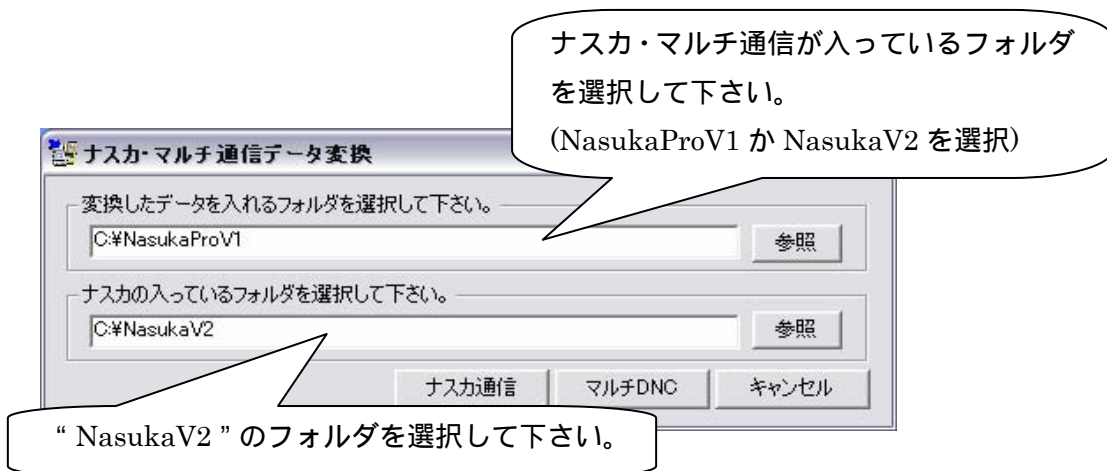 ナスカ・マルチ通信が入っているフォルダ
を選択して下さい。
(NasukaProV1 か NasukaV2 を選択)
ナスカ・マルチ通信データ変換
変換したデータを入れるフォルダを選択して下さい。
C:¥NasukaProV1
参照
ナスカの入っているフォルダを選択して下さい。
C:¥NasukaV2
参照
ナスカ通信
マルチDNC
キャンセル
“ NasukaV2 ” のフォルダを選択して下さい。